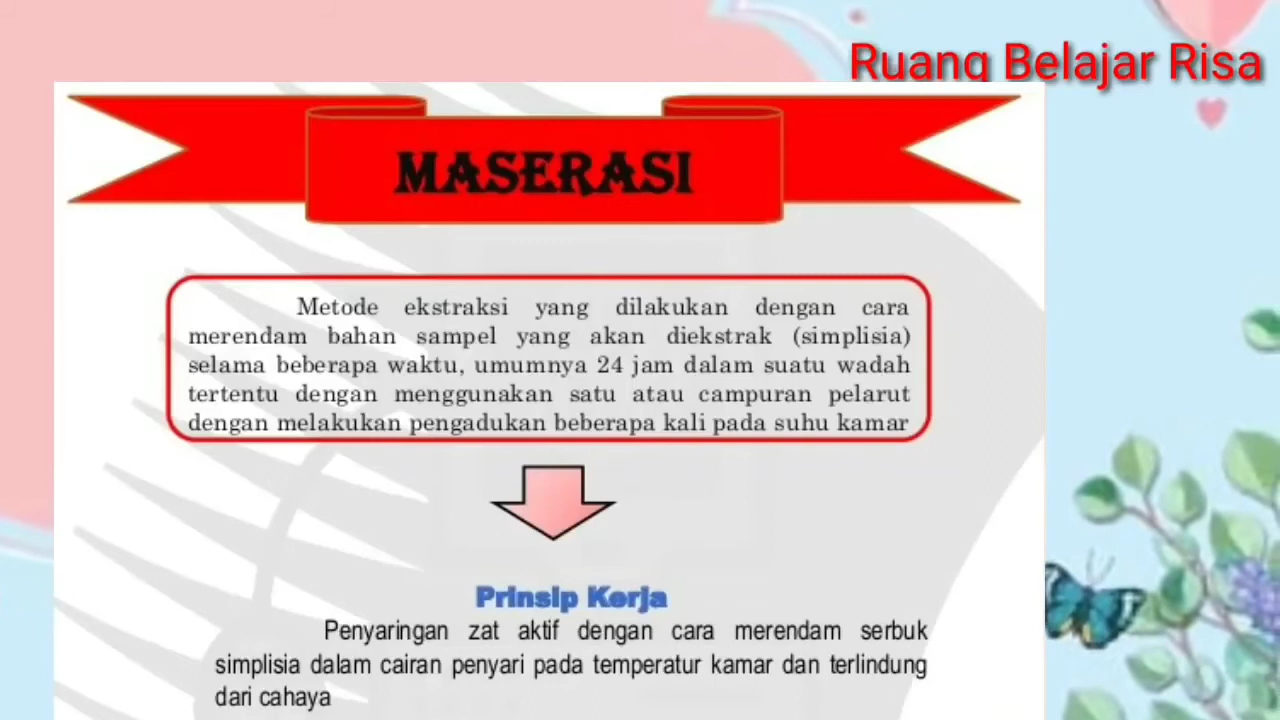 Ruang Belajar Risa
MASERASI
Metode ekstraksi yang dilakukan dengan cara
merendam bahan sampel yang akan diekstrak (simplisia)
selama beberapa waktu, umumnya 24 jam dalam suatu wadah
tertentu dengan menggunakan satu atau campuran pelarut
dengan melakukan pengadukan beberapa kali pada suhu kamar
Prinsip Kerja
Penyaringan zat aktif dengan cara merendam serbuk
simplisia dalam cairan penyari pada temperatur kamar dan terlindung
dari cahaya